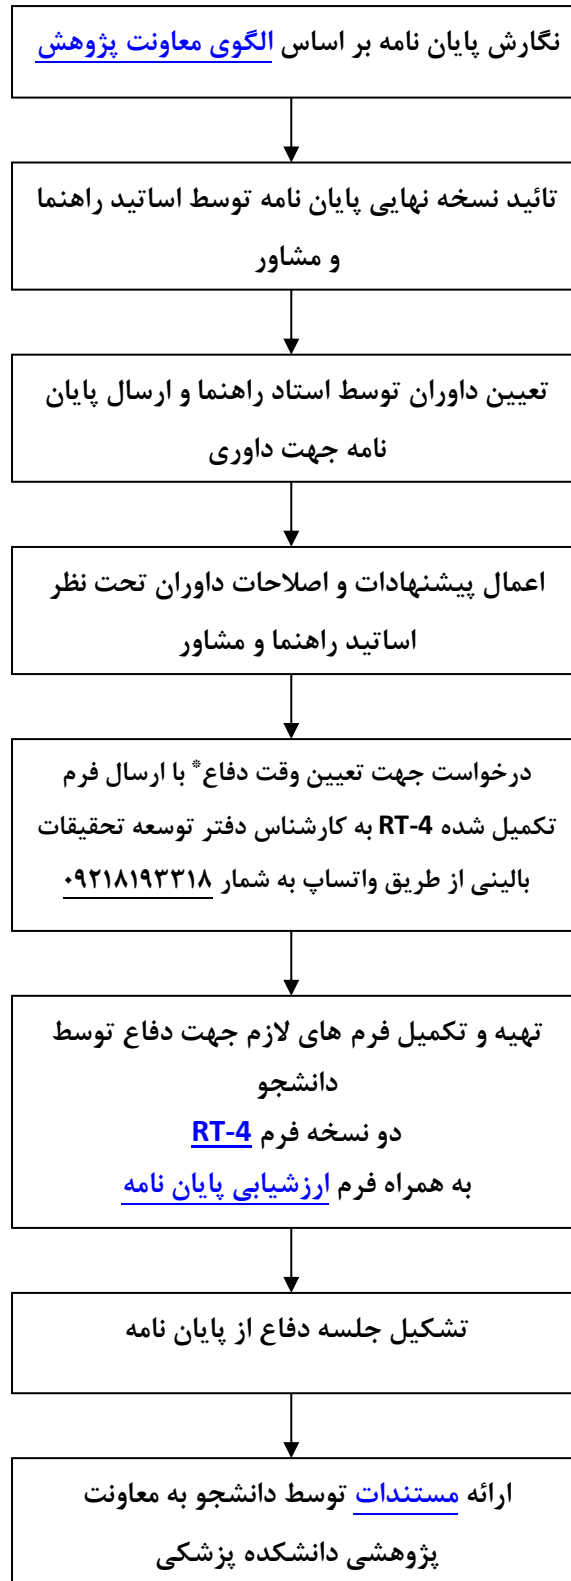 نگارش پایان نامه بر اساس الگوی معاونت پژوهش
تائید نسخه نهایی پایان نامه توسط اساتید راهنما
و مشاور
تعیین داوران توسط استاد راهنما و ارسال پایان
نامه جهت داوری
اعمال پیشنهادات و اصلاحات داوران تحت نظر
اساتید راهنما و مشاور
درخواست جهت تعیین وقت دفاع* با ارسال فرم
تکمیل شده RT-4 به کارشناس دفتر توسعه تحقیقات
بالینی از طریق واتساپ به شمار ۰۹۲۱۸۱۹۳۳۱۸
تهیه و تکمیل فرم های لازم جهت دفاع توسط
دانشجو
دو نسخه فرم RT-4
به همراه فرم ارزشیابی پایان نامه
تشکیل جلسه دفاع از پایان نامه
ارائه مستندات توسط دانشجو به معاونت
پژوهشی دانشکده پزشکی